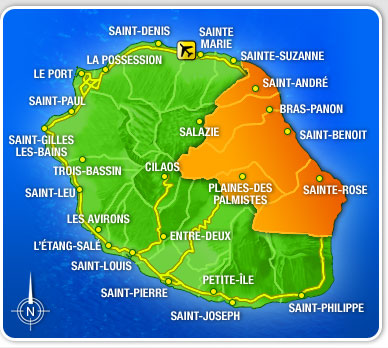 SAINT-DENIS
SAINTE
MARIE
SAINTE-SUZANNE
LA POSSESSION
LE PORT
SAINT-ANDRÉ
SAINT-PAUL
BRAS-PANON
SALAZIE
SAINT-BENOIT
SAINT-GILLES
LES-BAINS
TROIS-BASSIN
CILAOS
PLAINES-DES
PALMISTES
SAINTE-ROSE
SAINT-LEU
LES AVIRONS
ENTRE-DEUX
L'ÉTANG-SALÉ
SAINT-LOUIS
PETITE-ÎLE
SAINT-PIERRE
SAINT-PHILIPPE
SAINT-JOSEPH
N